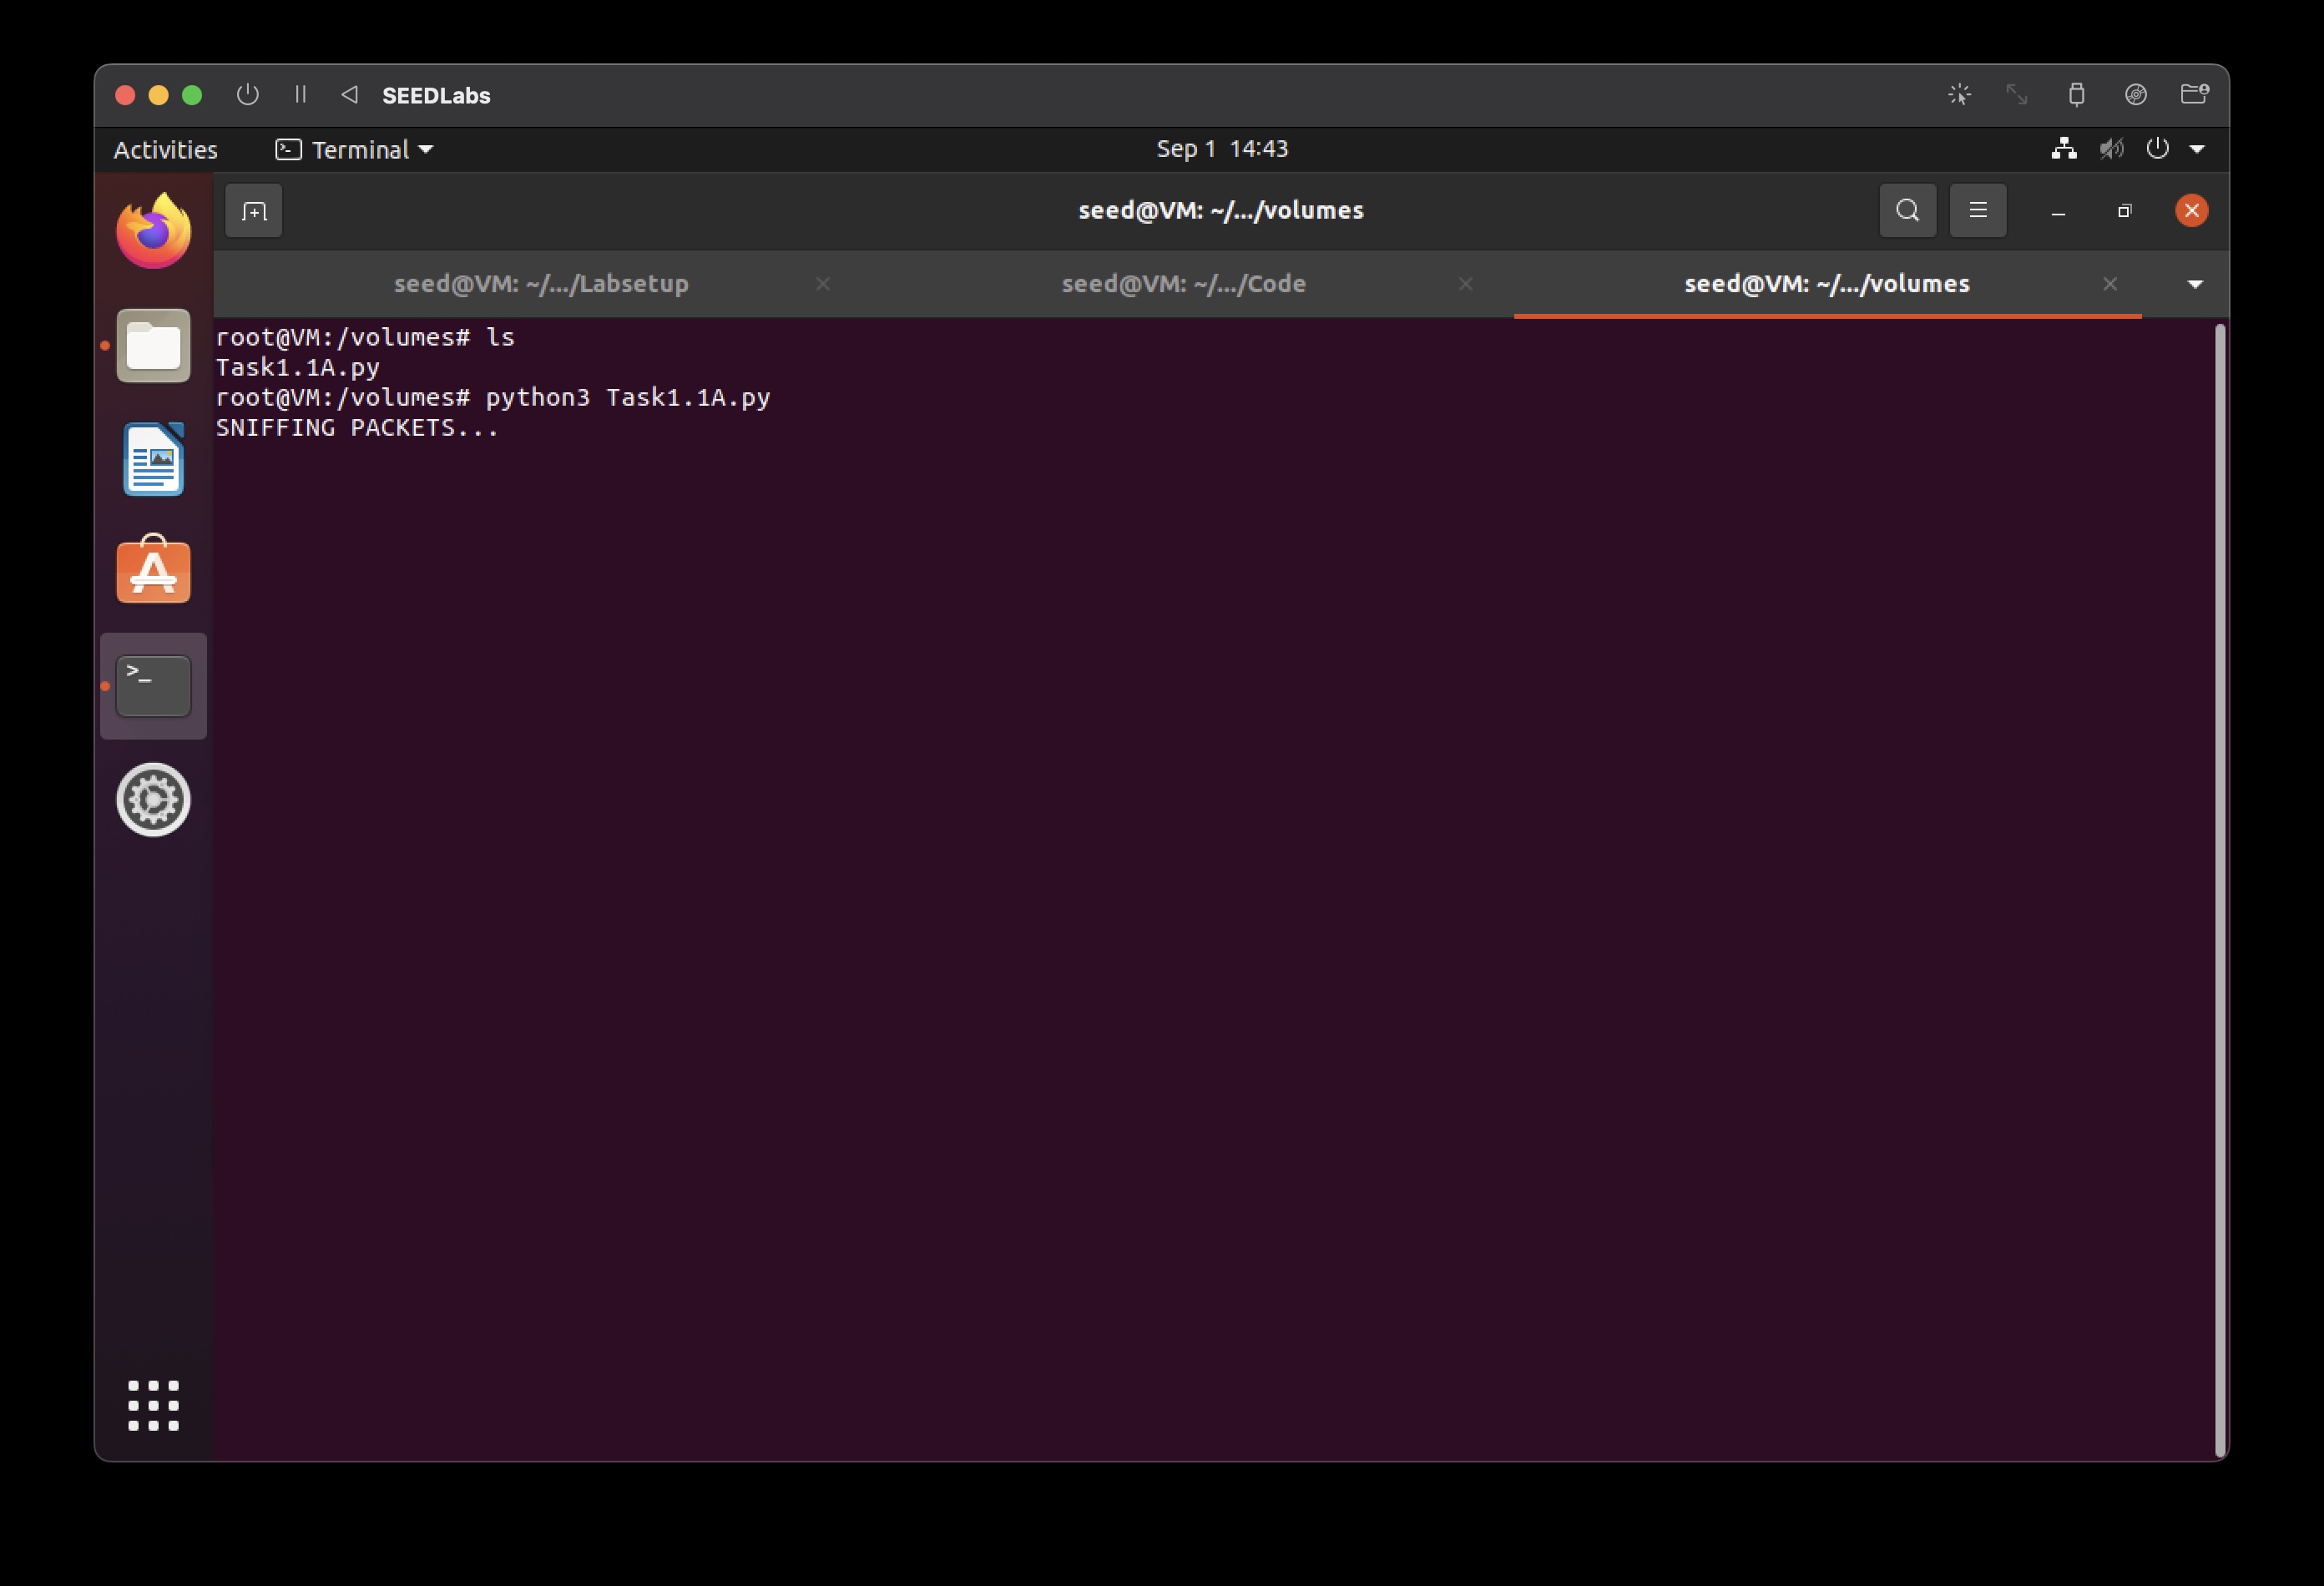 SEEDLabs
Activities
Terminal
Sep 1 14:43
seed@VM: ~/.../volumes
seed@VM: ~/.../Labsetup
seed@VM: ~/.../Code
seed@VM: ~/.../volumes
root@VM:/volumes# ls
Task1.1A.py
root@VM:/volumes# python3 Task1.1A.py
SNIFFING PACKETS...